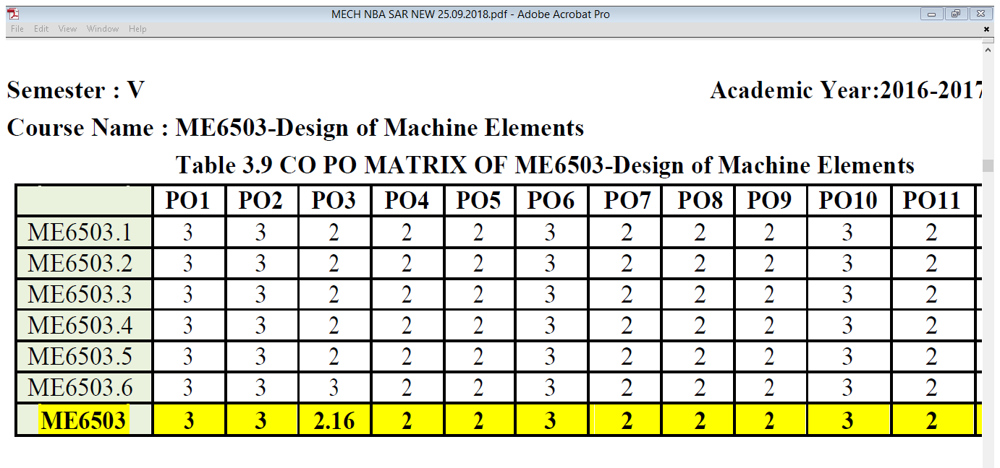 MECH NBA SAR NEW 25.09.2018.pdf - Adobe Acrobat Pro
File Edit View Window Help
Semester : V Academic Year:2016-2017
Course Name : ME6503-Design of Machine Elements
Table 3.9 CO PO MATRIX OF ME6503-Design of Machine Elements
PO1 PO2 PO3 PO4 PO5 PO6 PO7 PO8 PO9 PO10 PO11
ME6503.1 3 3 2 2 2 3 2 2 2 3 2
ME6503.2 3 3 2 2 2 3 2 2 2 3 2
ME6503.3 3 3 2 2 2 3 2 2 2 3 2
ME6503.4 3 3 2 2 2 3 2 2 2 3 2
ME6503.5 3 3 2 2 2 3 2 2 2 3 2
ME6503.6 3 3 3 2 2 3 2 2 2 3 2
ME6503 3 3 2.16 2 2 3 2 2 2 3 2